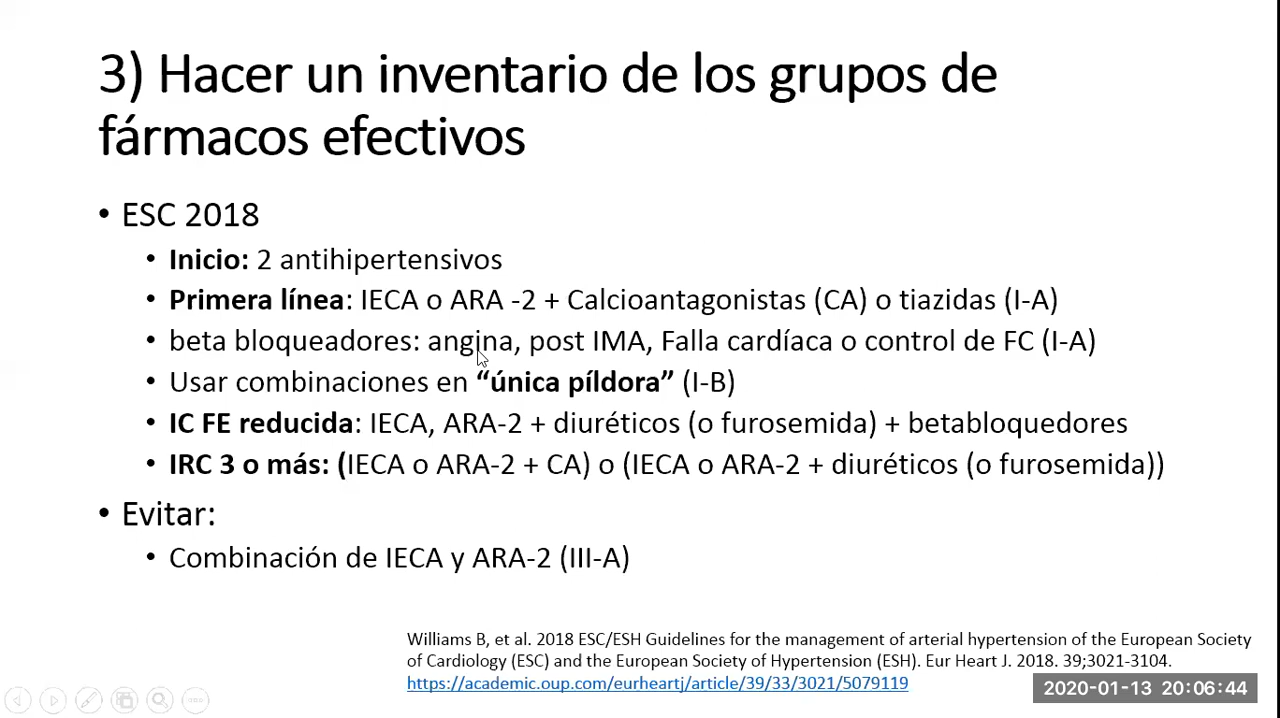 3) Hacer un inventario de los grupos de
fármacos efectivos
• ESC 2018
• Inicio: 2 antihipertensivos
• Primera línea: IECA o ARA -2 + Calcioantagonistas (CA) o tiazidas (I-A)
• beta bloqueadores: angina, post IMA, Falla cardíaca o control de FC (I-A)
• Usar combinaciones en “única píldora” (I-B)
• IC FE reducida: IECA, ARA-2 + diuréticos (o furosemida) + betabloquedores
• IRC 3 o más: (IECA o ARA-2 + CA) o (IECA o ARA-2 + diuréticos (o furosemida))
• Evitar:
• Combinación de IECA y ARA-2 (III-A)
Williams B, et al. 2018 ESC/ESH Guidelines for the management of arterial hypertension of the European Society
of Cardiology (ESC) and the European Society of Hypertension (ESH). Eur Heart J. 2018. 39;3021-3104.
https://academic.oup.com/eurheartj/article/39/33/3021/5079119
2020-01-13 20:06:44